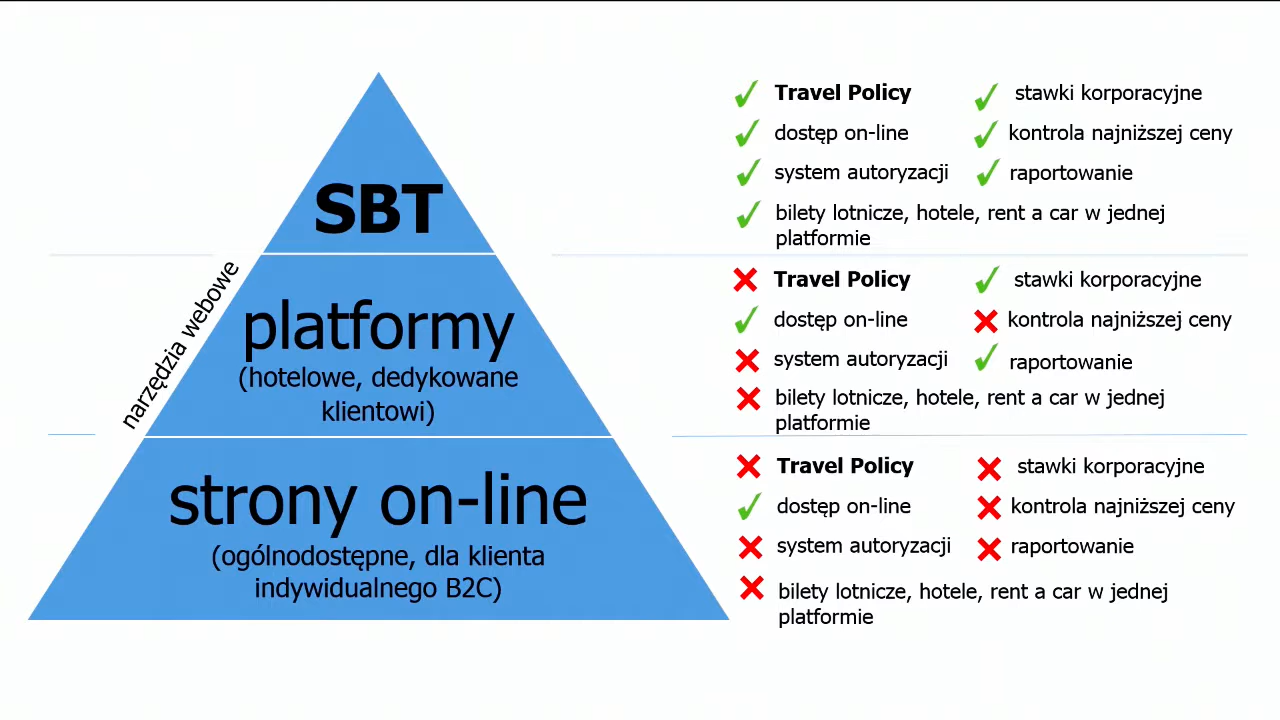 SBT
narzędzia webowe
platformy
(hotelowe, dedykowane
klientowi)
strony on-line
(ogólnodostępne, dla klienta
indywidualnego B2C)
Travel Policy
stawki korporacyjne
dostęp on-line
kontrola najniższej ceny
system autoryzacji
raportowanie
bilety lotnicze, hotele, rent a car w jednej
platformie
Travel Policy
stawki korporacyjne
dostęp on-line
kontrola najniższej ceny
system autoryzacji
raportowanie
bilety lotnicze, hotele, rent a car w jednej
platformie
Travel Policy
stawki korporacyjne
dostęp on-line
kontrola najniższej ceny
system autoryzacji
raportowanie
bilety lotnicze, hotele, rent a car w jednej
platformie